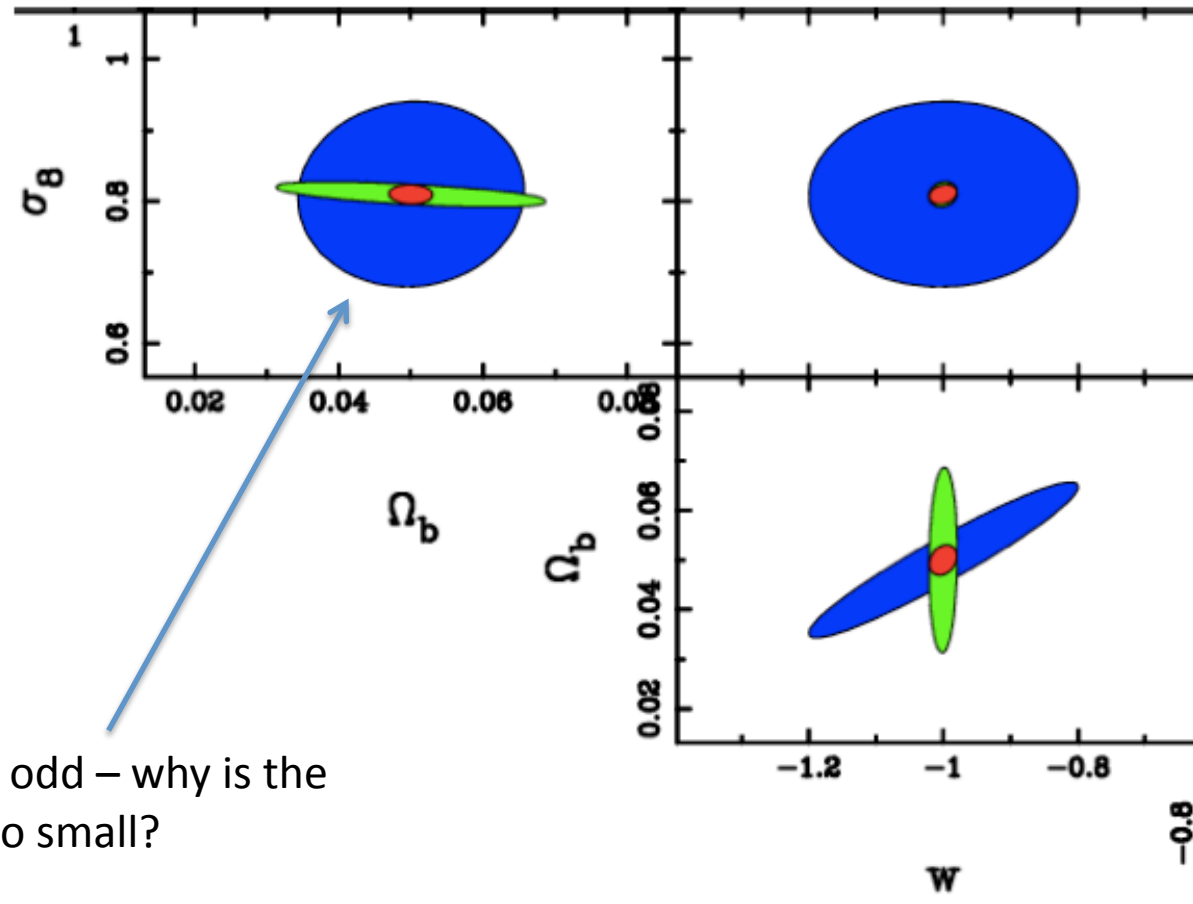 1
1
σ8
0.8
0.6
0.02 0.04 0.06 0.08
Ωb
0.08
0.06
Ωb
0.04
0.02
-1.2 -1 -0.8
-0.8
w
odd – why is the
o small?